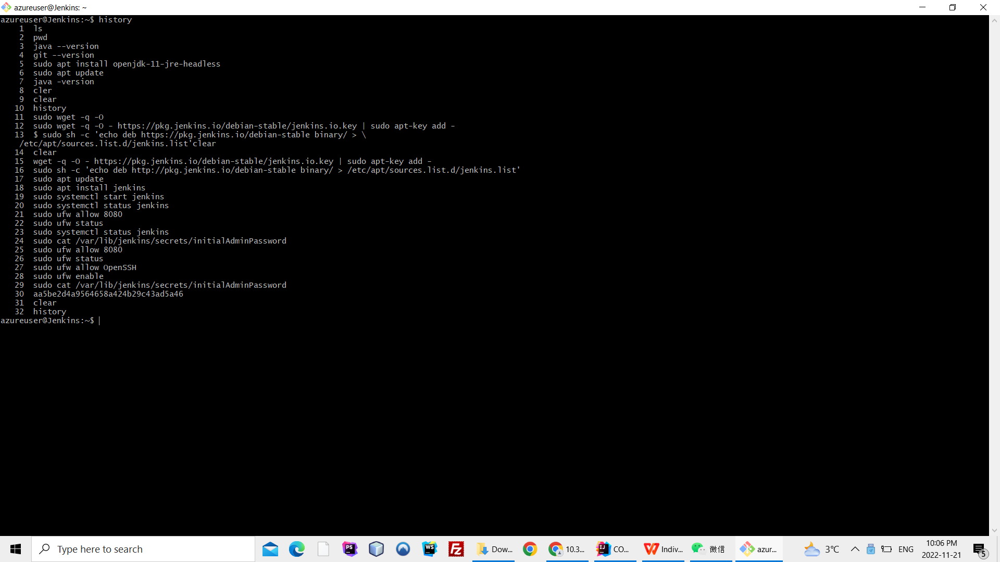 azureuser@Jenkins: ~
azureuser@Jenkins:~$ history
1 ls
2 pwd
3 java --version
4 git --version
5 sudo apt install openjdk-11-jre-headless
6 sudo apt update
7 java -version
8 cler
9 clear
10 history
11 sudo wget -q -O
12 sudo wget -q -O - https://pkg.jenkins.io/debian-stable/jenkins.io.key | sudo apt-key add -
13 $ sudo sh -c 'echo deb https://pkg.jenkins.io/debian-stable binary/ > \
/etc/apt/sources.list.d/jenkins.list'clear
14 clear
15 wget -q -O - https://pkg.jenkins.io/debian-stable/jenkins.io.key | sudo apt-key add -
16 sudo sh -c 'echo deb http://pkg.jenkins.io/debian-stable binary/ > /etc/apt/sources.list.d/jenkins.list'
17 sudo apt update
18 sudo apt install jenkins
19 sudo systemctl start jenkins
20 sudo systemctl status jenkins
21 sudo ufw allow 8080
22 sudo ufw status
23 sudo systemctl status jenkins
24 sudo cat /var/lib/jenkins/secrets/initialAdminPassword
25 sudo ufw allow 8080
26 sudo ufw status
27 sudo ufw allow OpenSSH
28 sudo ufw enable
29 sudo cat /var/lib/jenkins/secrets/initialAdminPassword
30 aa5be2d4a9564658a424b29c43ad5a46
31 clear
32 history
azureuser@Jenkins:~$
Type here to search
PS
WS
Fz
Dow...
10.3...
IJ
CO...
Indiv...
微信
azur...
3°C
ENG
10:06 PM
2022-11-21
5